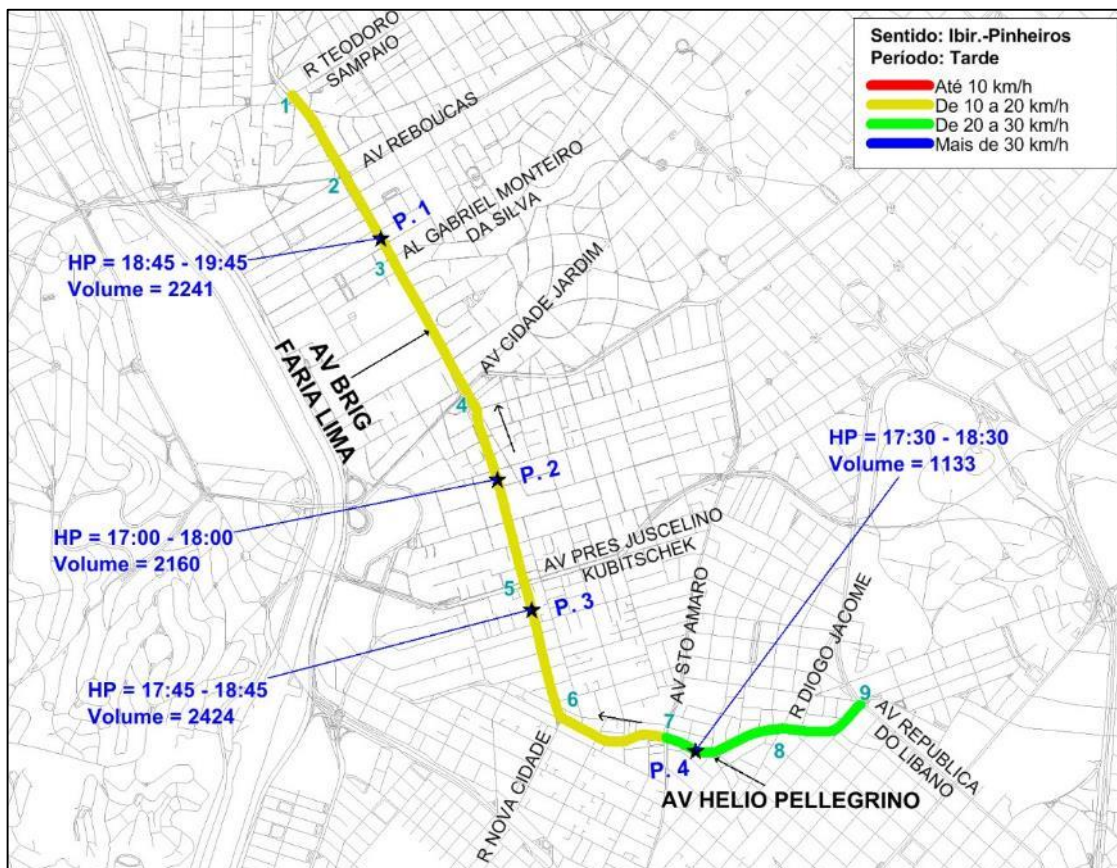 Sentido: Ibir.-Pinheiros
Período: Tarde
Até 10 km/h
De 10 a 20 km/h
De 20 a 30 km/h
Mais de 30 km/h
R TEODORO
SAMPAIO
1
AV REBOUCAS
2
P. 1
AL GABRIEL MONTEIRO
DA SILVA
3
HP = 18:45 - 19:45
Volume = 2241
AV BRIG
FARIA LIMA
AV CIDADE JARDIM
4
HP = 17:30 - 18:30
Volume = 1133
P. 2
HP = 17:00 - 18:00
Volume = 2160
AV PRES JUSCELINO
KUBITSCHEK
5
P. 3
HP = 17:45 - 18:45
Volume = 2424
AV STO AMARO
R DIOGO JACOME
6
7
8
9
AV REPUBLICA
DO LIBANO
P. 4
AV HELIO PELLEGRINO
R NOVA CIDADE